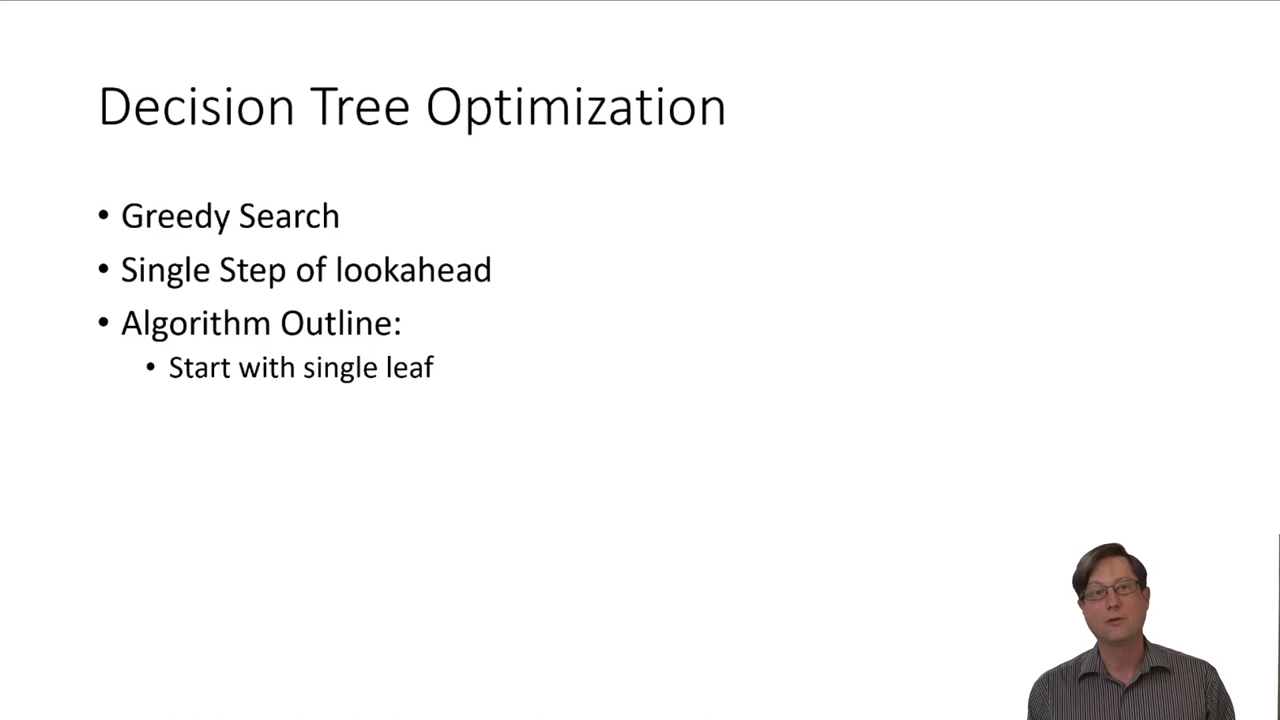 Decision Tree Optimization
• Greedy Search
• Single Step of lookahead
• Algorithm Outline:
• Start with single leaf